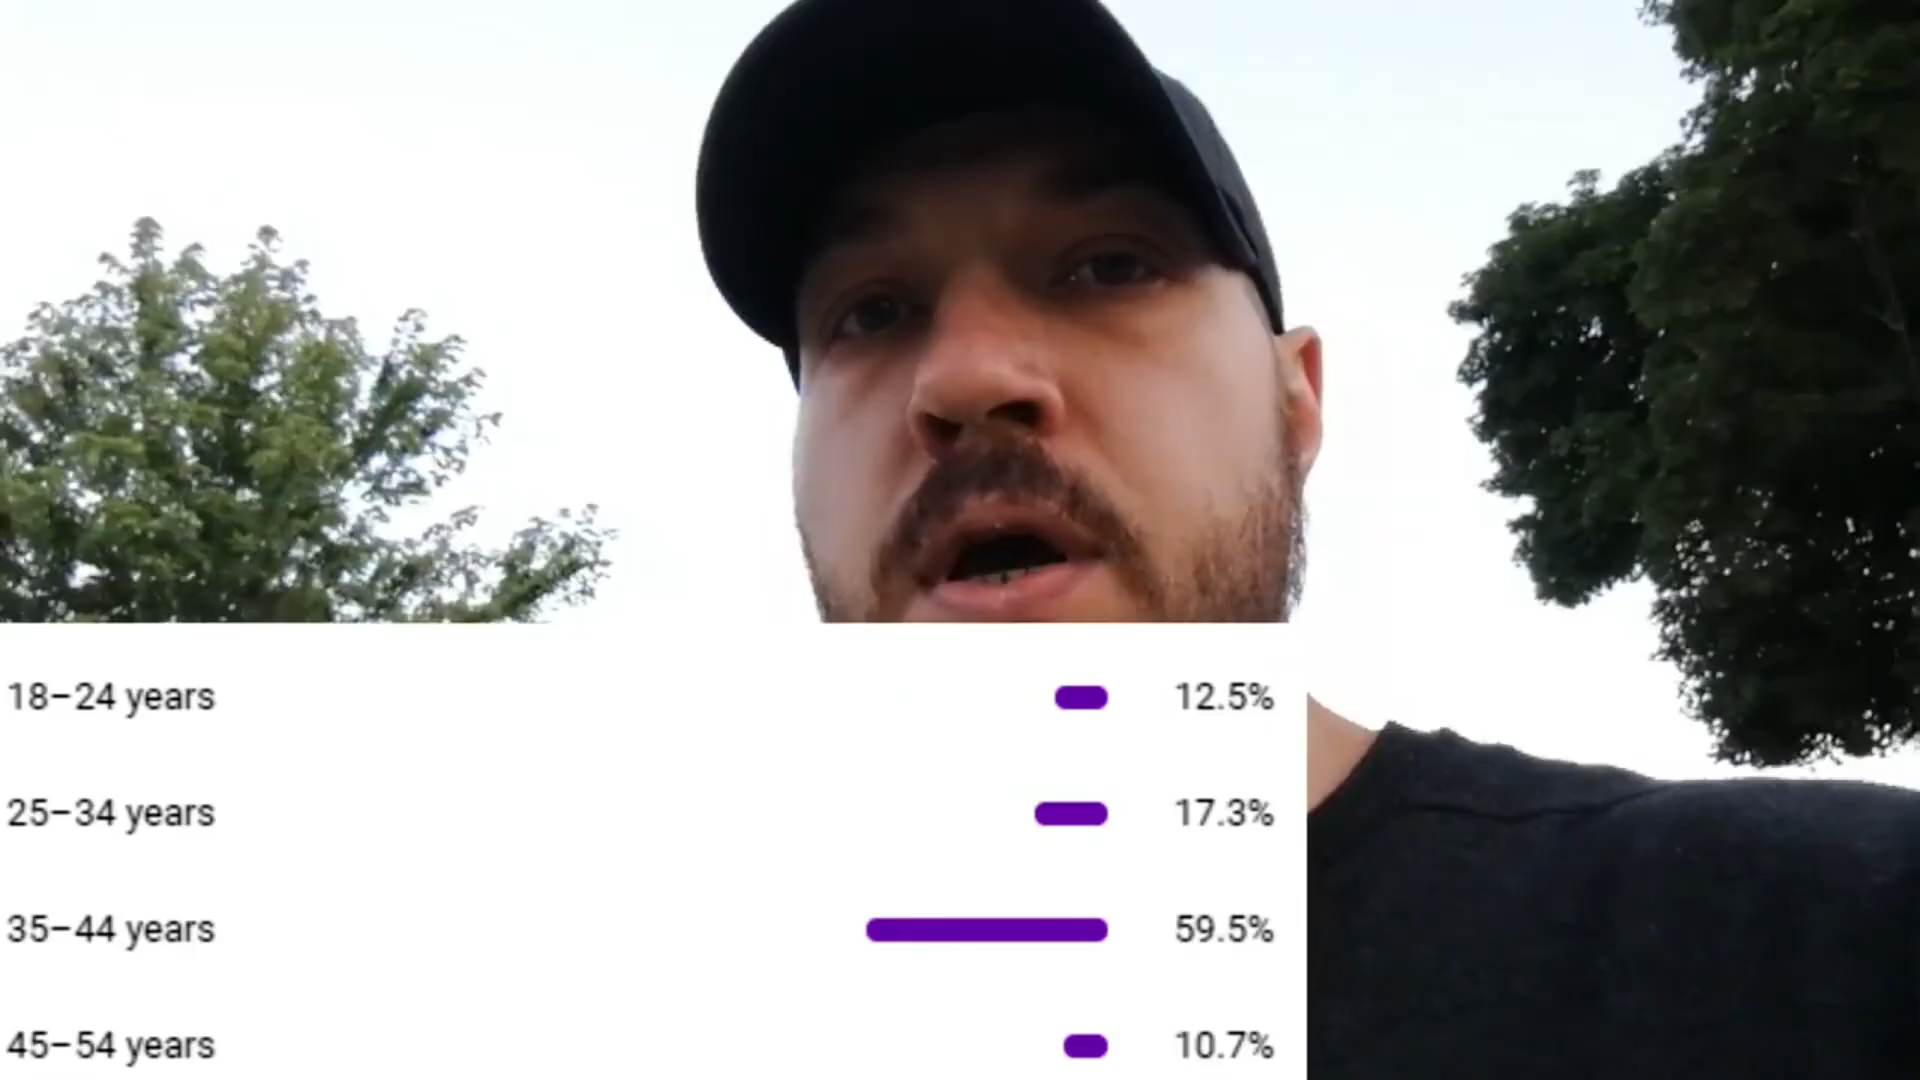 18–24 years 12.5%
25–34 years 17.3%
35–44 years 59.5%
45–54 years 10.7%